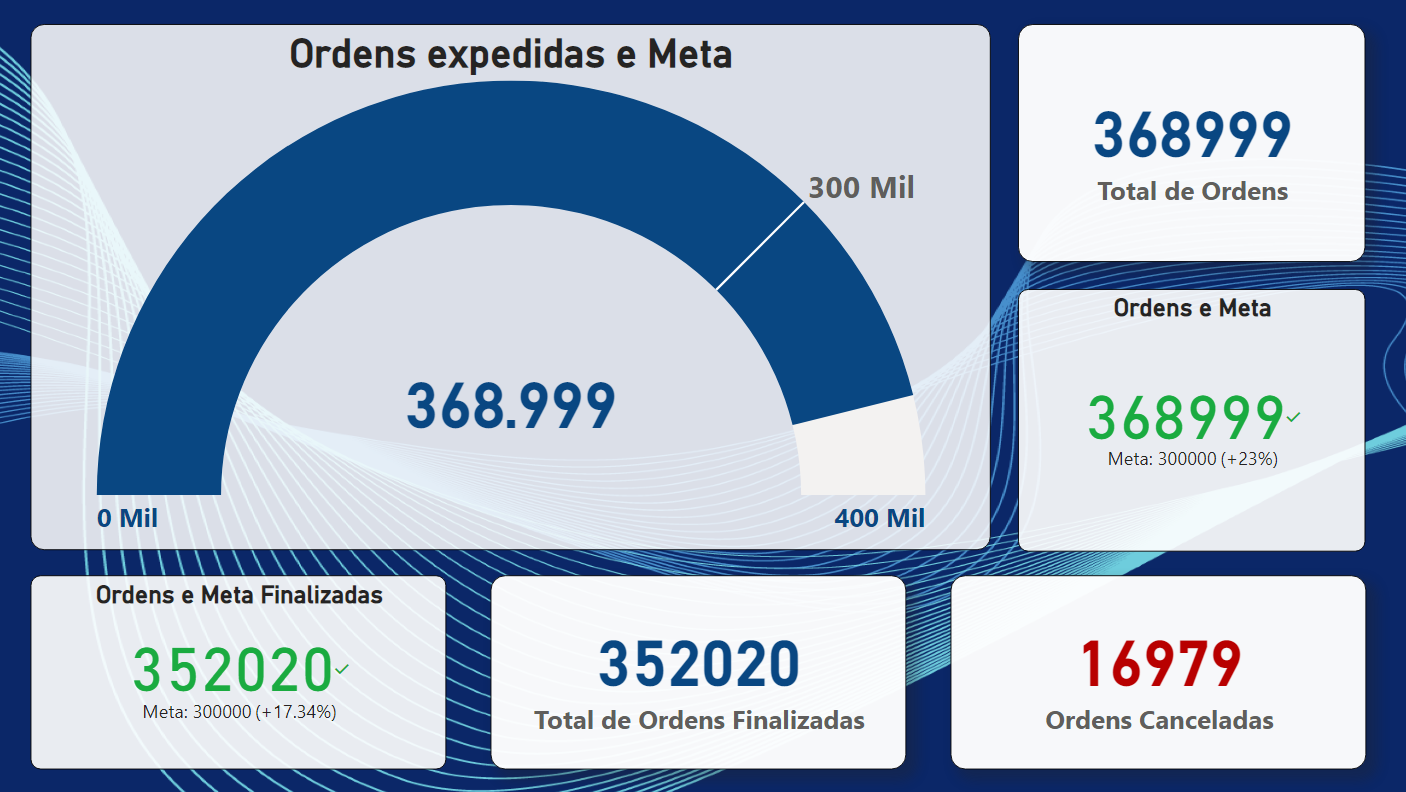 Ordens expedidas e Meta
300 Mil
368.999
0 Mil
400 Mil
368999
Total de Ordens
Ordens e Meta
368999
Meta: 300000 (+23%)
Ordens e Meta Finalizadas
352020
Meta: 300000 (+17.34%)
352020
Total de Ordens Finalizadas
16979
Ordens Canceladas